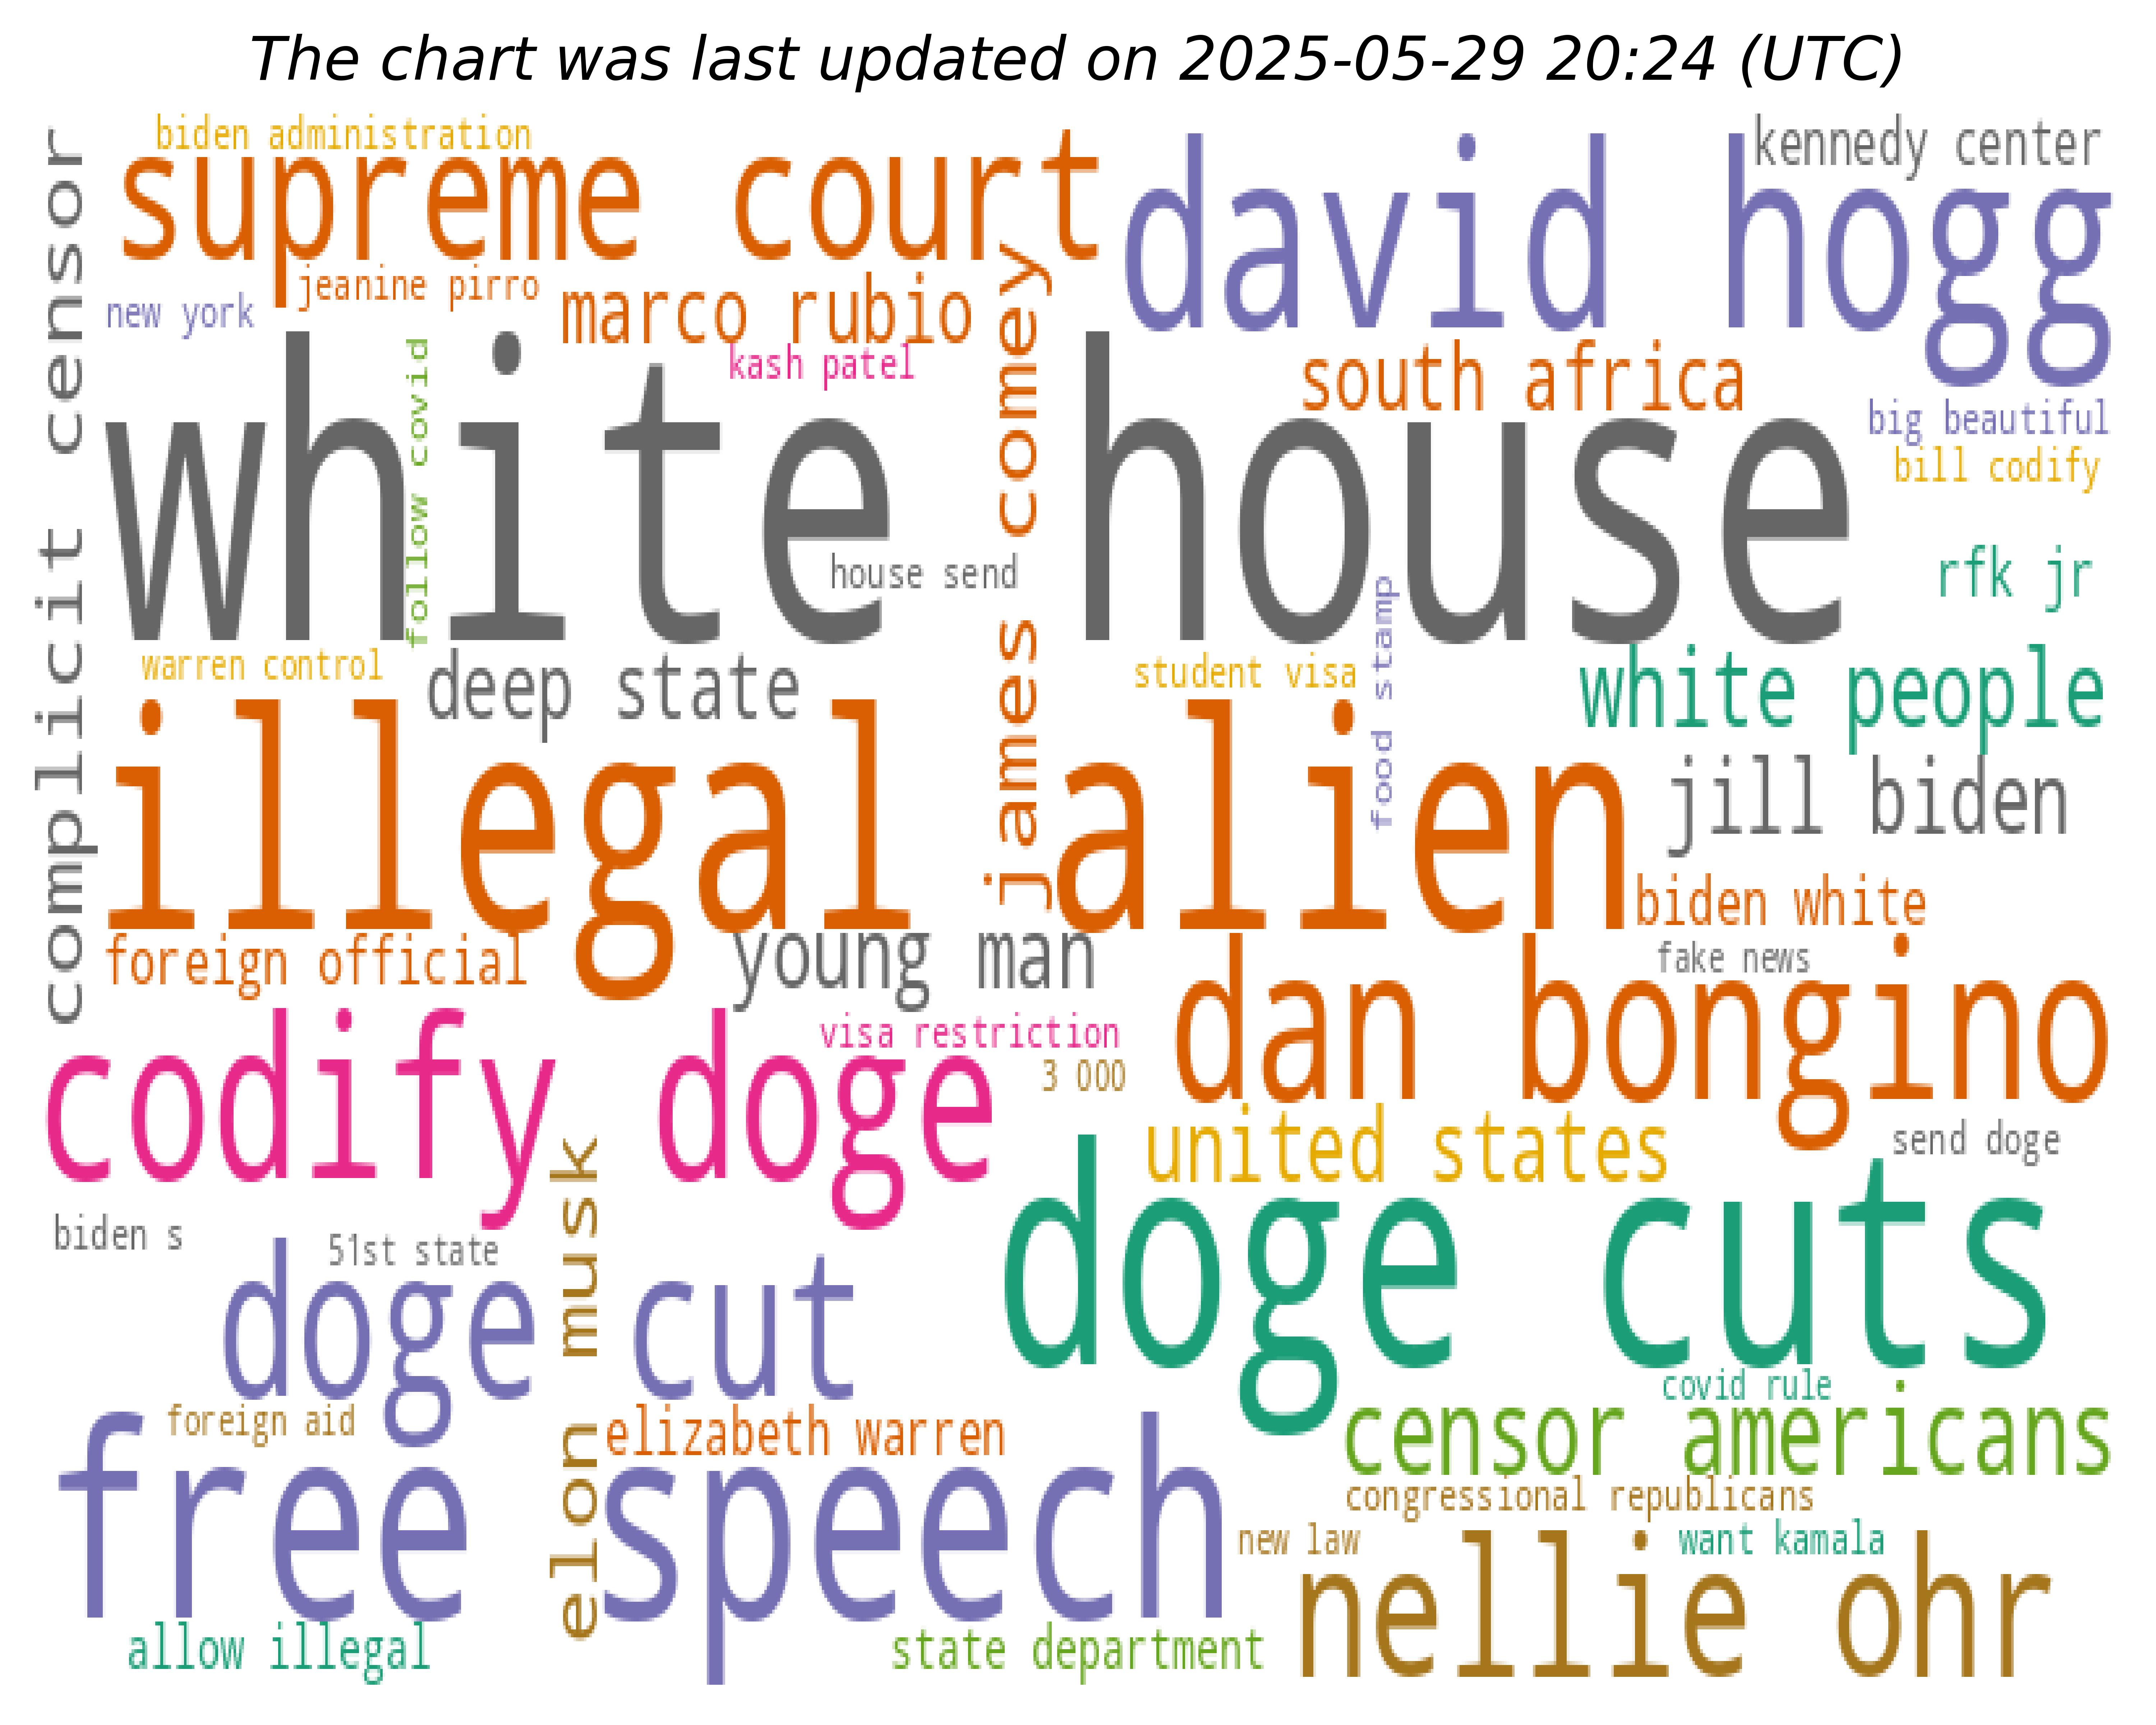 The chart was last updated on 2025-05-29 20:24 (UTC)
biden administration
kennedy center
supreme court
david hogg
complicit censor
jeanine pirro
new york
marco rubio
james comey
kash patel
south africa
follow covid
big beautiful
bill codify
white house
house send
rfk jr
food stamp
warren control
deep state
student visa
white people
illegal alien
jill biden
biden white
foreign official
young man
fake news
dan bongino
codify doge
visa restriction
3 000
united states
send doge
elon musk
doge cuts
biden s
51st state
doge cut
covid rule
foreign aid
elizabeth warren
censor americans
free speech
congressional republicans
new law
want kamala
nellie ohr
allow illegal
state department